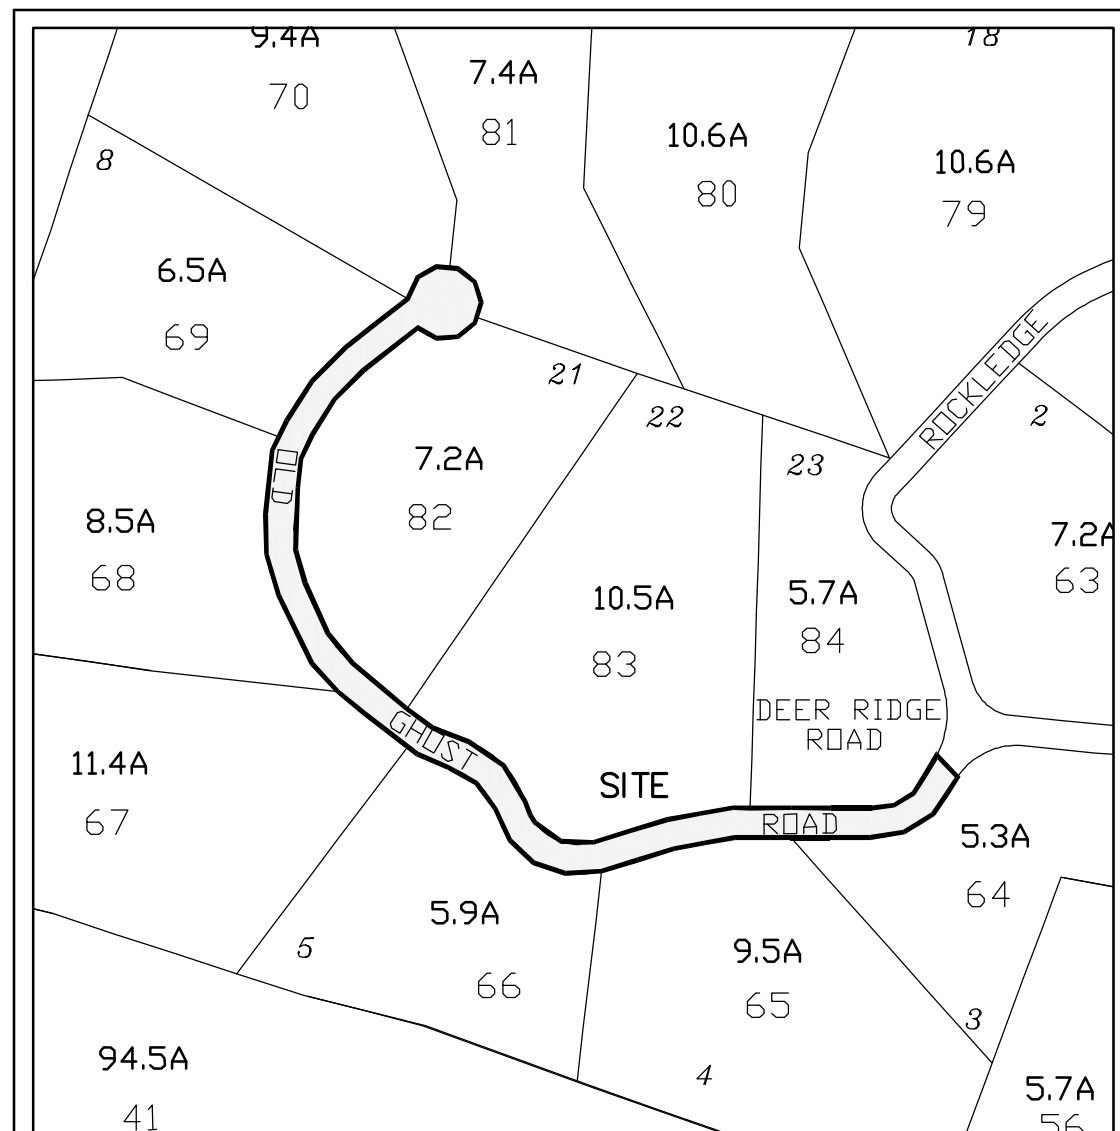 9.4A
70
18
7.4A
81
10.6A
80
10.6A
79
8
6.5A
69
ROCKLEDGE
21
22
2
23
7.2A
82
OLD
8.5A
68
7.2A
63
10.5A
83
5.7A
84
DEER RIDGE
ROAD
GHOST
11.4A
67
SITE
ROAD
5.3A
64
5.9A
66
5
9.5A
65
3
94.5A
41
4
5.7A
56